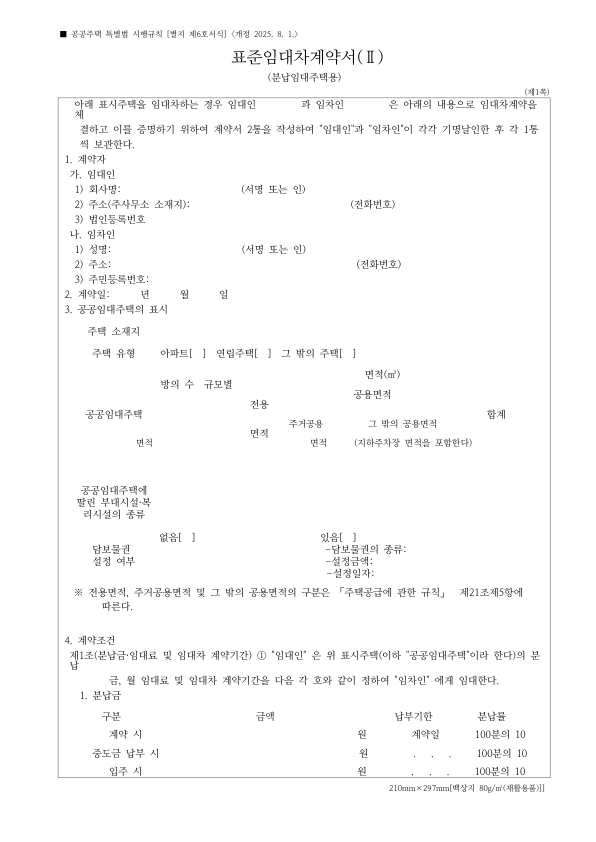 ■ 공공주택 특별법 시행규칙 [별지 제6호서식] <개정 2025. 8. 1.>
표준임대차계약서(Ⅱ)
(분납임대주택용)
(제1쪽)
아래 표시주택을 임대차하는 경우 임대인 과 임차인 은 아래의 내용으로 임대차계약을
체
결하고 이를 증명하기 위하여 계약서 2통을 작성하여 "임대인"과 "임차인"이 각각 기명날인한 후 각 1통
씩 보관한다.
1. 계약자
가. 임대인
1) 회사명: (서명 또는 인)
2) 주소(주사무소 소재지): (전화번호)
3) 법인등록번호
나. 임차인
1) 성명: (서명 또는 인)
2) 주소: (전화번호)
3) 주민등록번호:
2. 계약일: 년 월 일
3. 공공임대주택의 표시
주택 소재지
주택 유형 아파트[ ] 연립주택[ ] 그 밖의 주택[ ]
면적(㎡)
방의 수 규모별
공용면적
전용
공공임대주택 합계
주거공용 그 밖의 공용면적
면적
면적 면적 (지하주차장 면적을 포함한다)
공공임대주택에
딸린 부대시설·복
리시설의 종류
없음[ ] 있음[ ]
담보물권 -담보물권의 종류:
설정 여부 -설정금액:
-설정일자:
※ 전용면적, 주거공용면적 및 그 밖의 공용면적의 구분은 「주택공급에 관한 규칙」 제21조제5항에
따른다.
4. 계약조건
제1조(분납금·임대료 및 임대차 계약기간) ① "임대인" 은 위 표시주택(이하 "공공임대주택"이라 한다)의 분
납
금, 월 임대료 및 임대차 계약기간을 다음 각 호와 같이 정하여 "임차인" 에게 임대한다.
1. 분납금
구분 금액 납부기한 분납률
계약 시 원 계약일 100분의 10
중도금 납부 시 원 . . . 100분의 10
입주 시 원 . . . 100분의 10
210mm×297mm[백상지 80g/㎡(재활용품)]